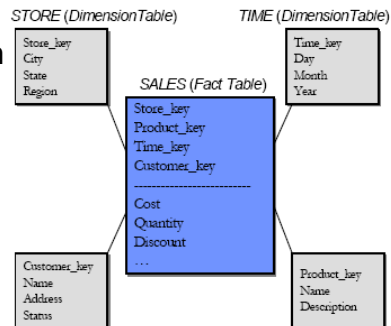 STORE (DimensionTable)
Store_key
City
State
Region
TIME (DimensionTable)
Time_key
Day
Month
Year
SALES (Fact Table)
Store_key
Product_key
Time_key
Customer_key
--------------------------
Cost
Quantity
Discount
…
Customer_key
Name
Address
Status
Product_key
Name
Description